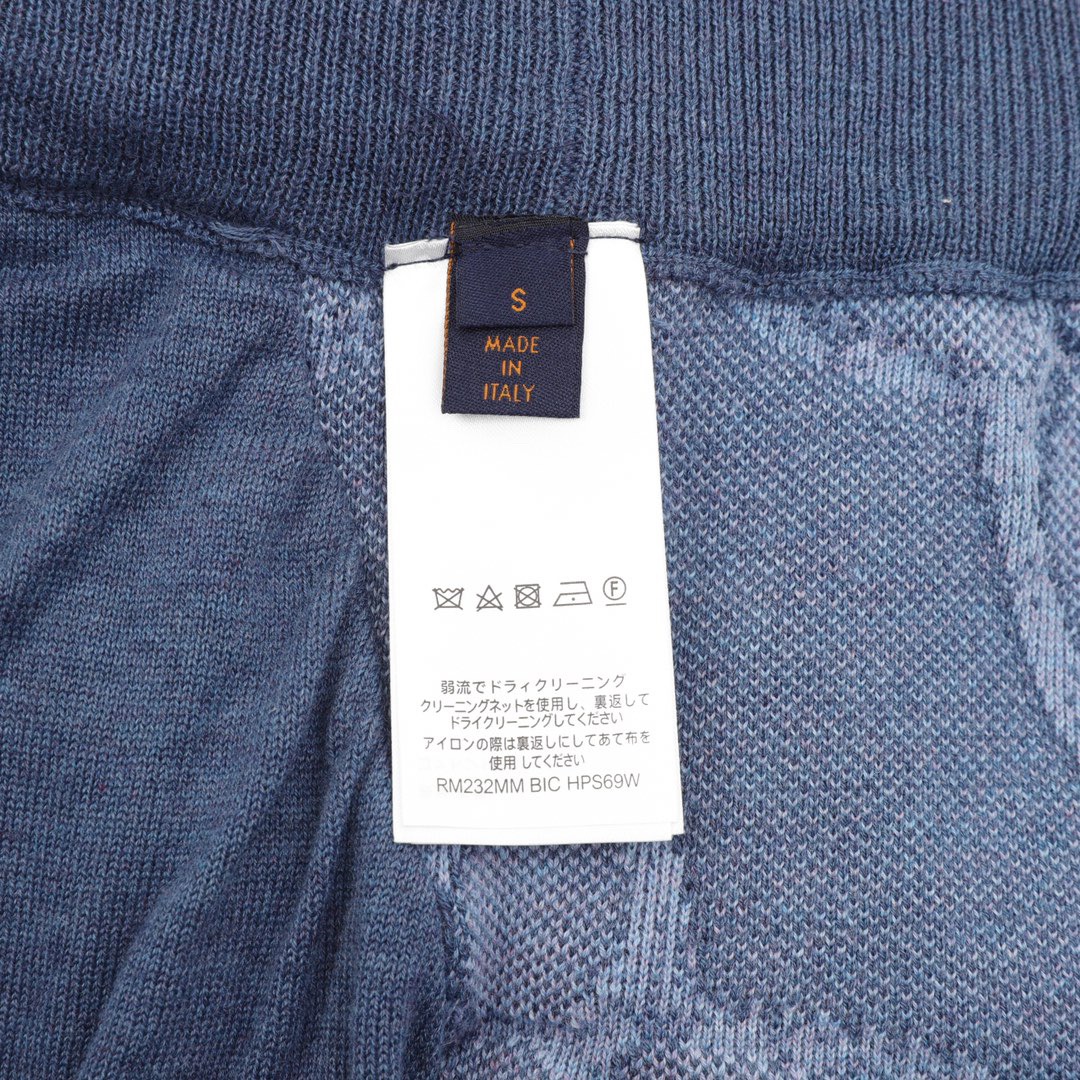 S
MADE
IN
ITALY
F
弱流でドライクリーニング
クリーニングネットを使用し、裏返して
ドライクリーニングしてください
アイロンの際は裏返しにしてあて布を
使用 してください
RM232MM BIC HPS69W